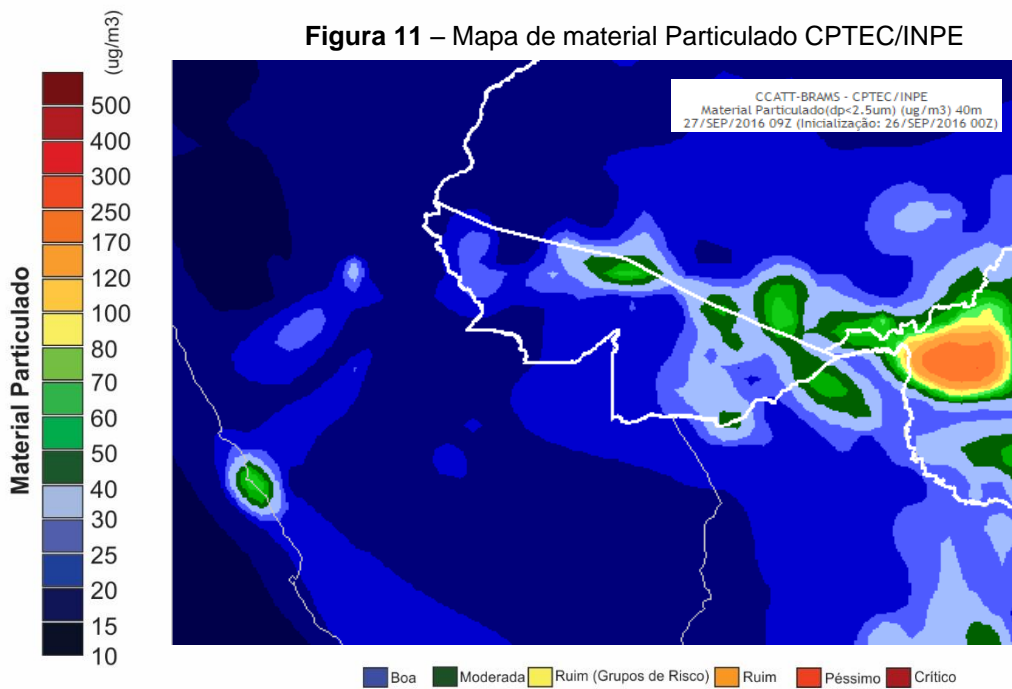 Figura 11 – Mapa de material Particulado CPTEC/INPE
CCATT-BRAMS - CPTEC/INPE
Material Particulado(dp<2.5um) (ug/m3) 40m
27/SEP/2016 09Z (Inicialização: 26/SEP/2016 00Z)
(ug/m3)
Material Particulado
500
400
300
250
170
120
100
80
70
60
50
40
30
25
20
15
10
Boa
Moderada
Ruim (Grupos de Risco)
Ruim
Péssimo
Crítico